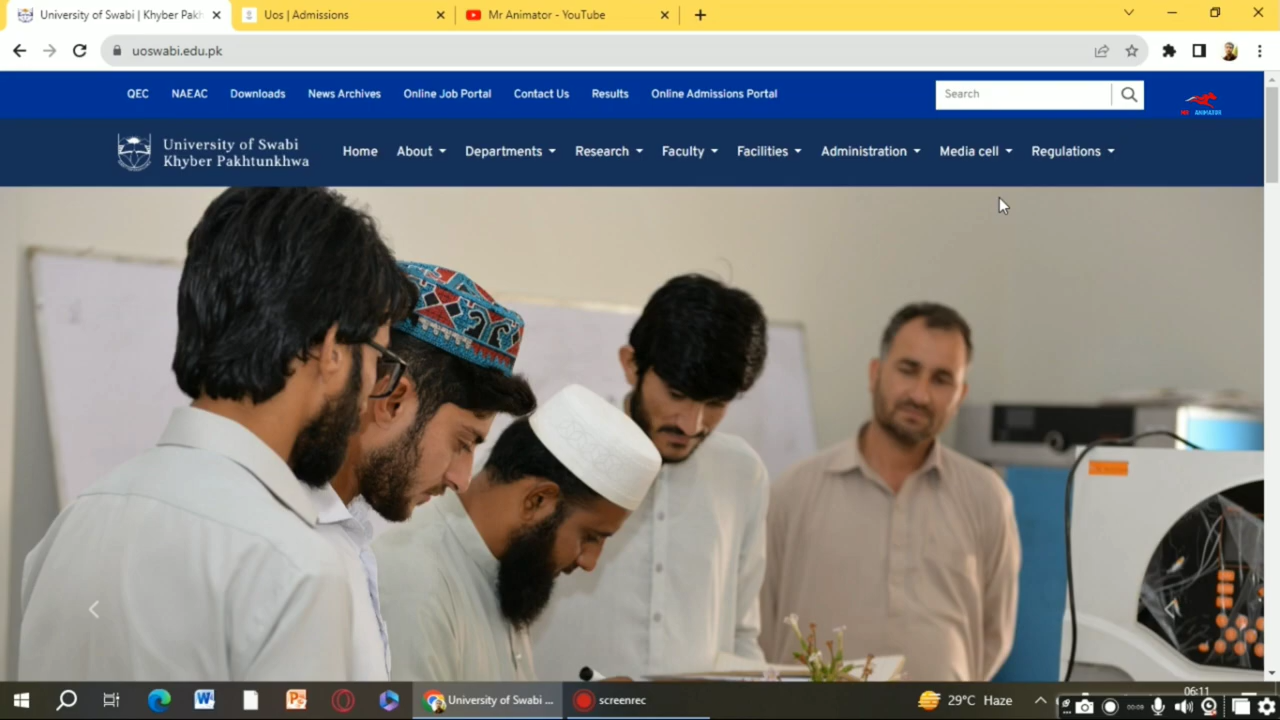 University of Swabi | Khyber Pakh
Uos | Admissions
Mr Animator - YouTube
uoswabi.edu.pk
QEC NAEAC Downloads News Archives Online Job Portal Contact Us Results Online Admissions Portal Search
MR ANIMATOR
University of Swabi
Khyber Pakhtunkhwa
Home About Departments Research Faculty Facilities Administration Media cell Regulations
University of Swabi ... screenrec 29°C Haze 06:11